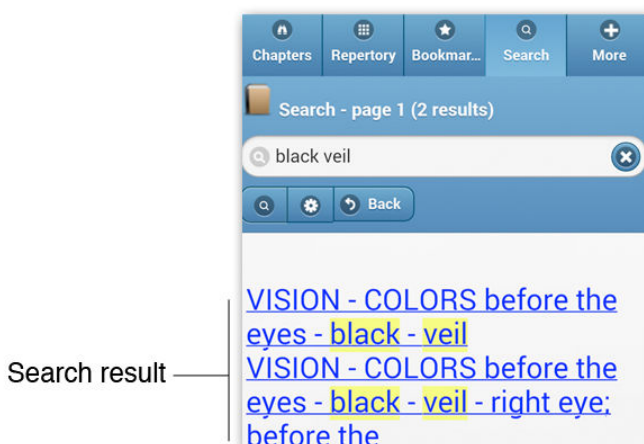 Chapters Repertory Bookmar... Search More
Search - page 1 (2 results)
black veil
Back
VISION - COLORS before the
eyes - black - veil
VISION - COLORS before the
eyes - black - veil - right eye;
before the
Search result